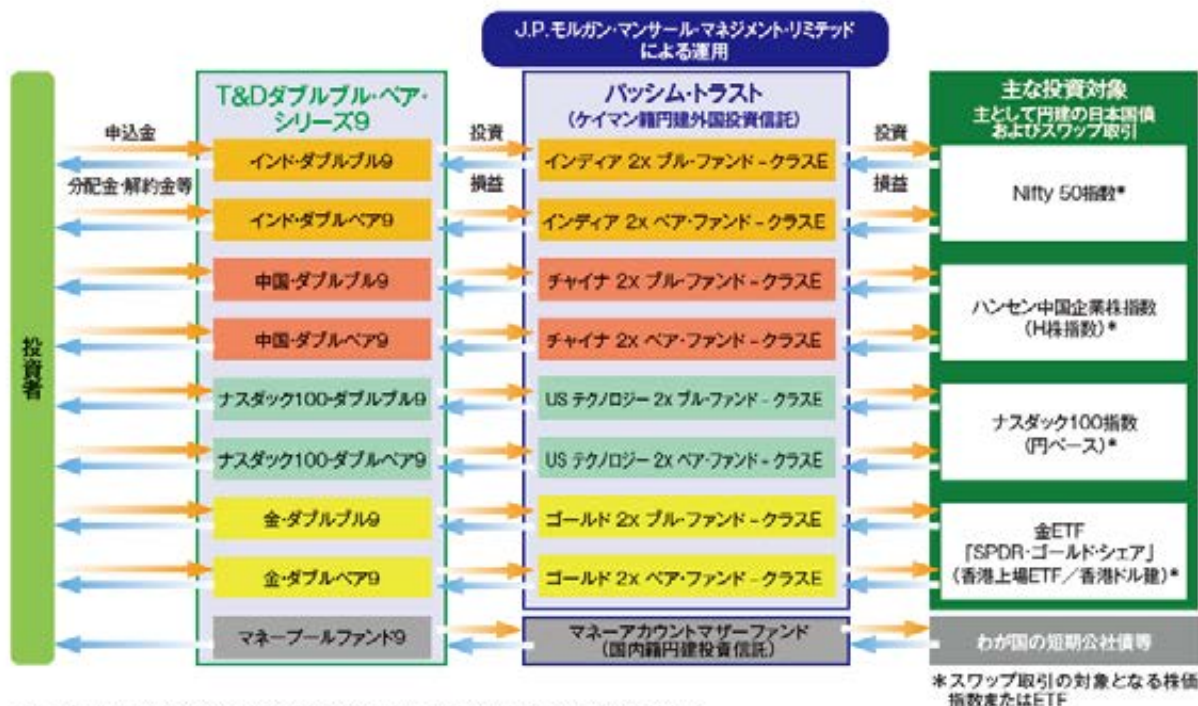 J.P.モルガン・マンサール・マネジメント・リミテッド
による運用
投資者
申込金
分配金・解約金等
T&Dダブルブル・ベア・
シリーズ9
インド・ダブルブル9
インド・ダブルベア9
中国・ダブルブル9
中国・ダブルベア9
ナスダック100・ダブルブル9
ナスダック100・ダブルベア9
金・ダブルブル9
金・ダブルベア9
マネープールファンド9
投資
損益
パッシム・トラスト
(ケイマン籍円建外国投資信託)
インディア 2x ブル・ファンド - クラスE
インディア 2x ベア・ファンド - クラスE
チャイナ 2x ブル・ファンド - クラスE
チャイナ 2x ベア・ファンド - クラスE
US テクノロジー 2x ブル・ファンド - クラスE
US テクノロジー 2x ベア・ファンド - クラスE
ゴールド 2x ブル・ファンド - クラスE
ゴールド 2x ベア・ファンド - クラスE
マネーアカウントマザーファンド
(国内籍円建投資信託)
投資
損益
主な投資対象
主として円建の日本国債
およびスワップ取引
Nifty 50指数*
ハンセン中国企業株指数
(H株指数)*
ナスダック100指数
(円ベース)*
金ETF
「SPDR・ゴールド・シェア」
(香港上場ETF/香港ドル建)*
わが国の短期公社債等
*スワップ取引の対象となる株価
指数またはETF